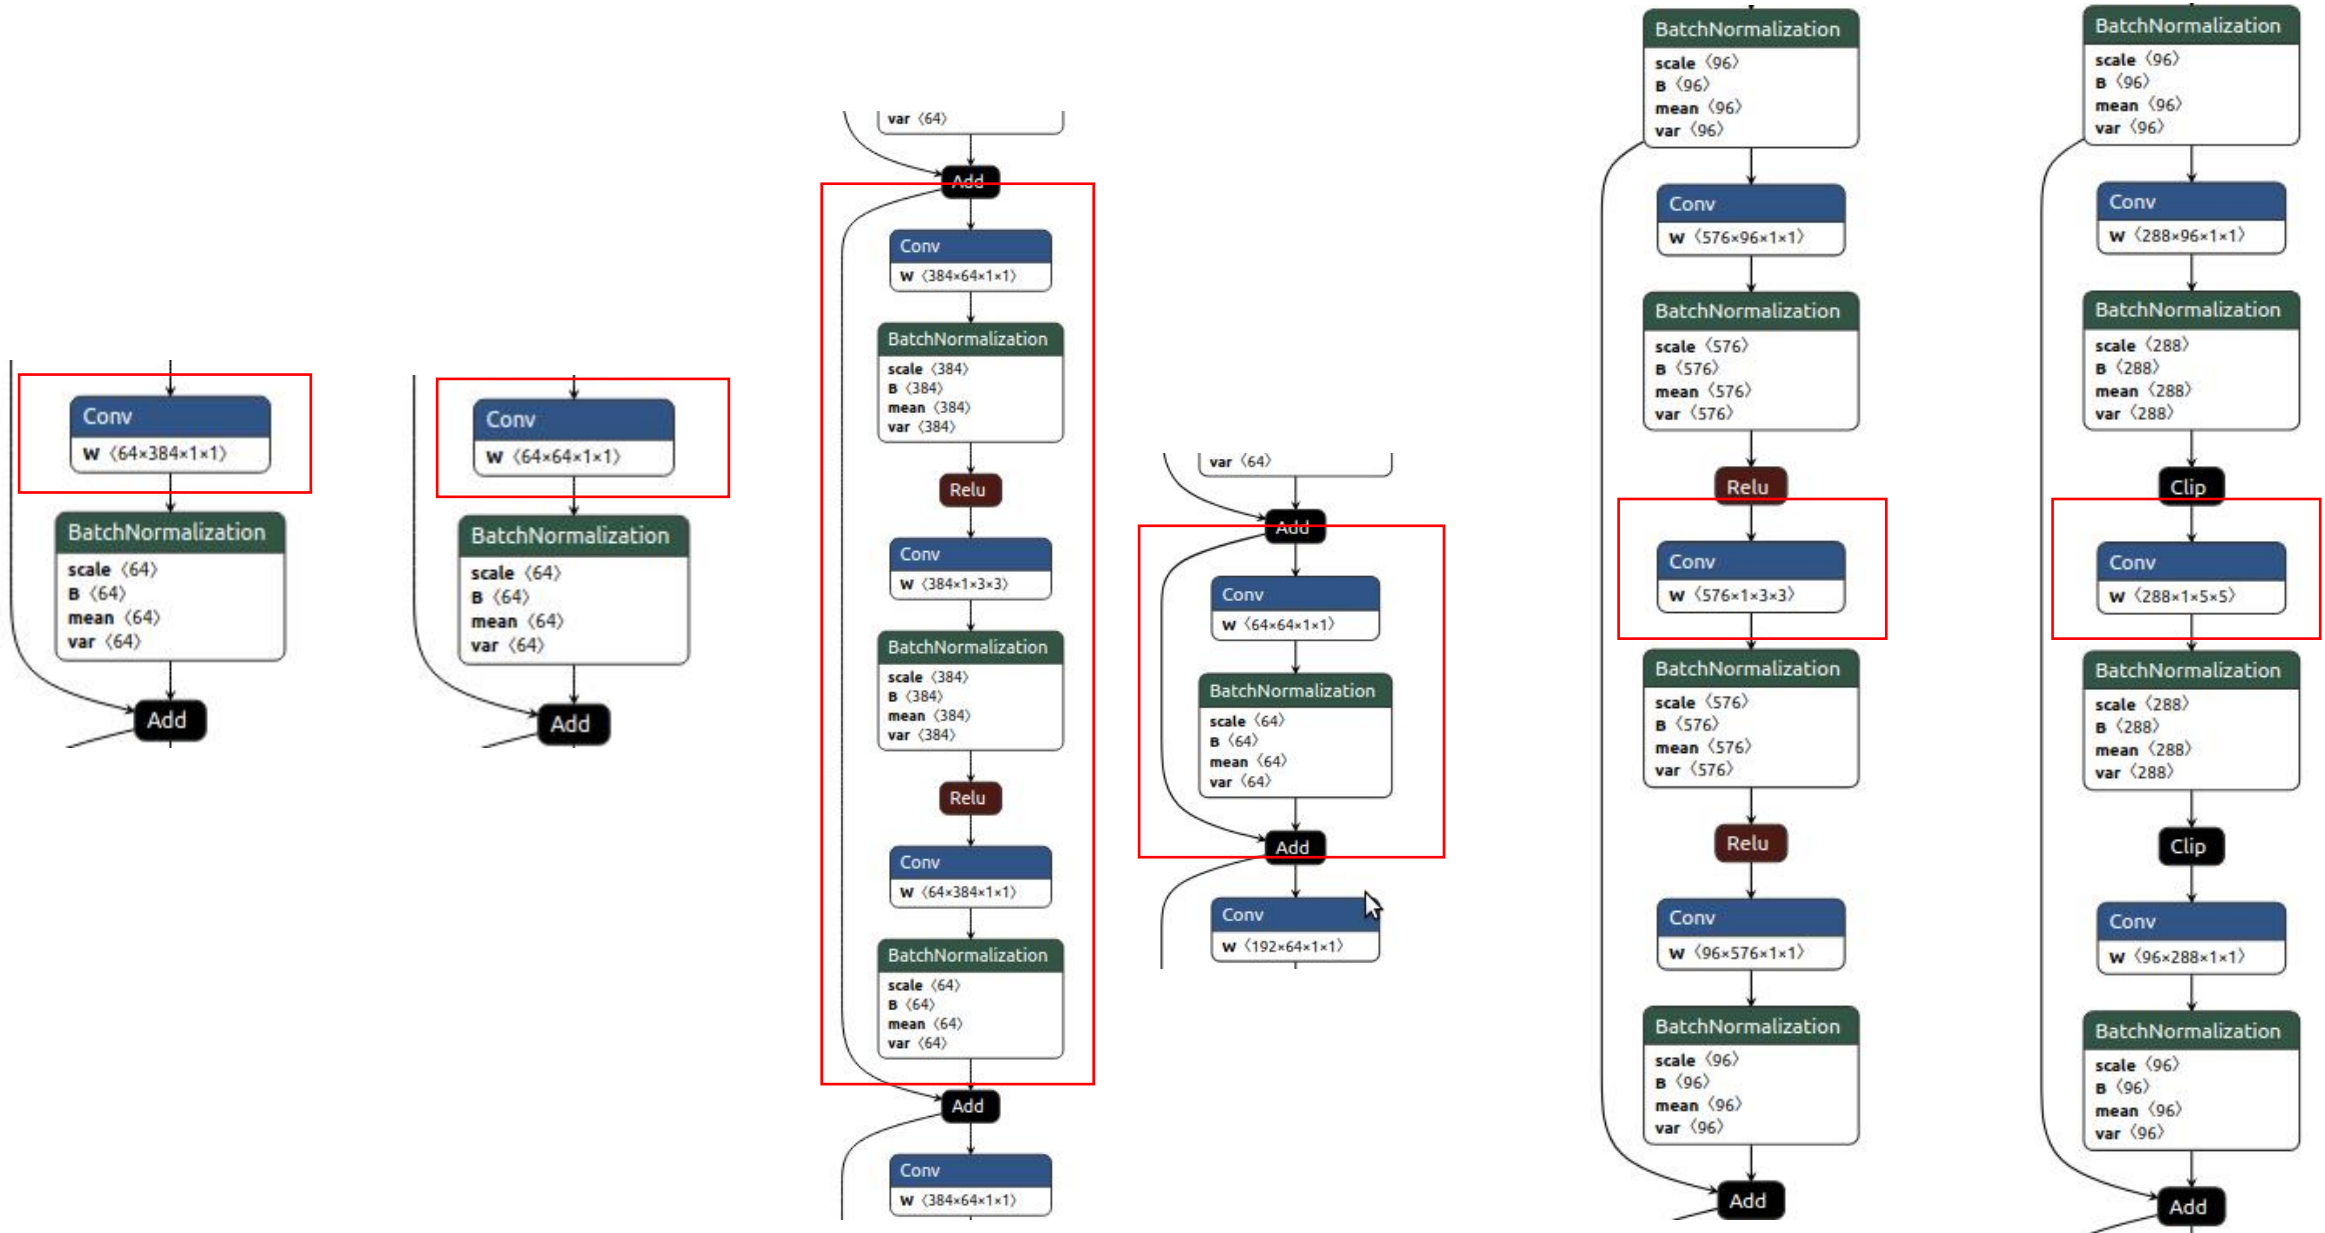 Conv
W ⟨64×384×1×1⟩
BatchNormalization
scale ⟨64⟩
B ⟨64⟩
mean ⟨64⟩
var ⟨64⟩
Add
Conv
W ⟨64×64×1×1⟩
BatchNormalization
scale ⟨64⟩
B ⟨64⟩
mean ⟨64⟩
var ⟨64⟩
Add
var ⟨64⟩
Add
Conv
W ⟨384×64×1×1⟩
BatchNormalization
scale ⟨384⟩
B ⟨384⟩
mean ⟨384⟩
var ⟨384⟩
Relu
Conv
W ⟨384×1×3×3⟩
BatchNormalization
scale ⟨384⟩
B ⟨384⟩
mean ⟨384⟩
var ⟨384⟩
Relu
Conv
W ⟨64×384×1×1⟩
BatchNormalization
scale ⟨64⟩
B ⟨64⟩
mean ⟨64⟩
var ⟨64⟩
Add
Conv
W ⟨384×64×1×1⟩
var ⟨64⟩
Add
Conv
W ⟨64×64×1×1⟩
BatchNormalization
scale ⟨64⟩
B ⟨64⟩
mean ⟨64⟩
var ⟨64⟩
Add
Conv
W ⟨192×64×1×1⟩
BatchNormalization
scale ⟨96⟩
B ⟨96⟩
mean ⟨96⟩
var ⟨96⟩
Conv
W ⟨576×96×1×1⟩
BatchNormalization
scale ⟨576⟩
B ⟨576⟩
mean ⟨576⟩
var ⟨576⟩
Relu
Conv
W ⟨576×1×3×3⟩
BatchNormalization
scale ⟨576⟩
B ⟨576⟩
mean ⟨576⟩
var ⟨576⟩
Relu
Conv
W ⟨96×576×1×1⟩
BatchNormalization
scale ⟨96⟩
B ⟨96⟩
mean ⟨96⟩
var ⟨96⟩
Add
BatchNormalization
scale ⟨96⟩
B ⟨96⟩
mean ⟨96⟩
var ⟨96⟩
Conv
W ⟨288×96×1×1⟩
BatchNormalization
scale ⟨288⟩
B ⟨288⟩
mean ⟨288⟩
var ⟨288⟩
Clip
Conv
W ⟨288×1×5×5⟩
BatchNormalization
scale ⟨288⟩
B ⟨288⟩
mean ⟨288⟩
var ⟨288⟩
Clip
Conv
W ⟨96×288×1×1⟩
BatchNormalization
scale ⟨96⟩
B ⟨96⟩
mean ⟨96⟩
var ⟨96⟩
Add